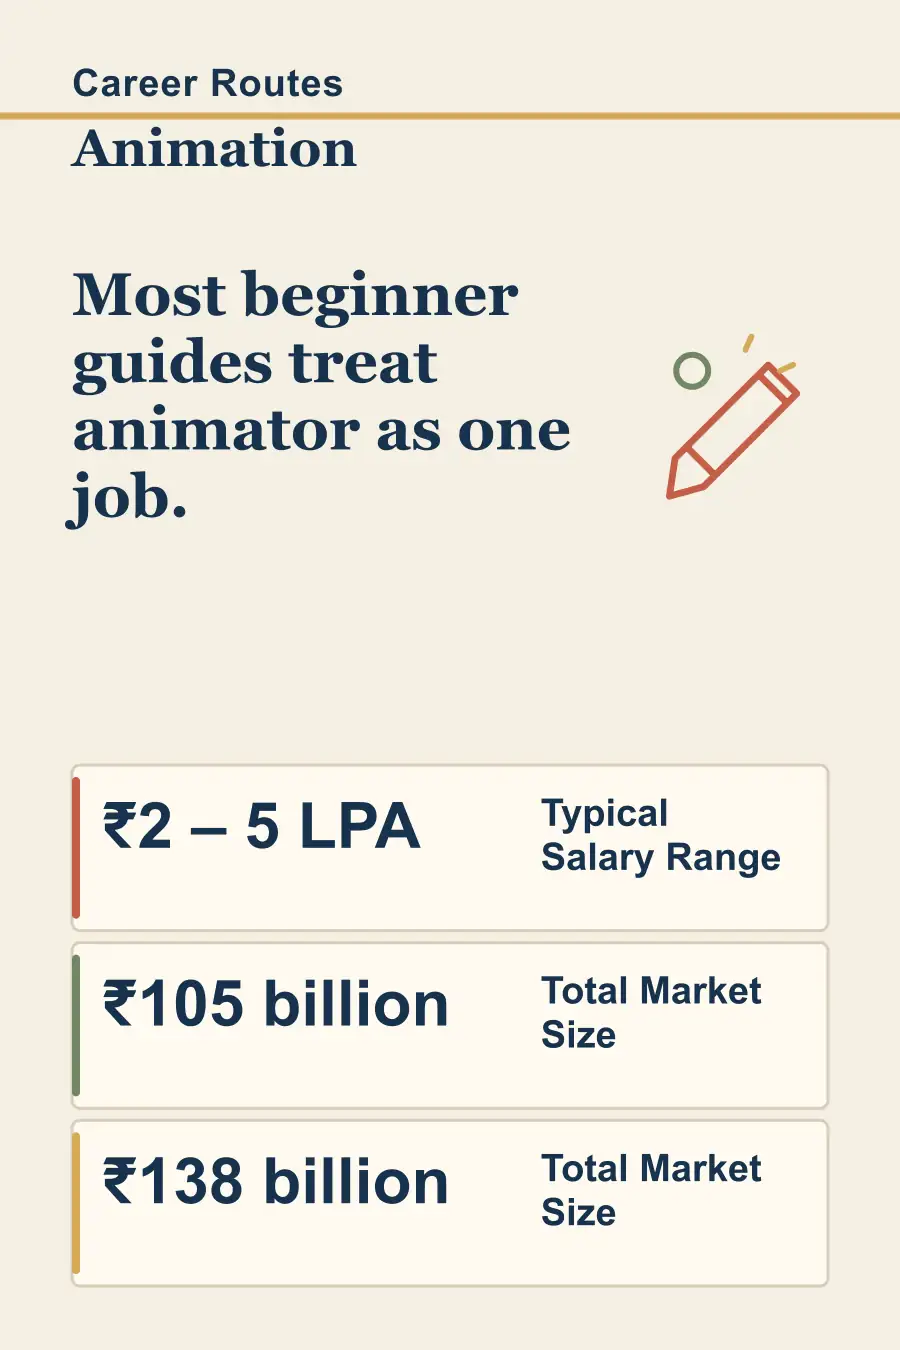 Career Routes
Animation
Most beginner
guides treat
animator as one
job.
₹2 – 5 LPA
Typical
Salary Range
₹105 billion
Total Market
Size
₹138 billion
Total Market
Size